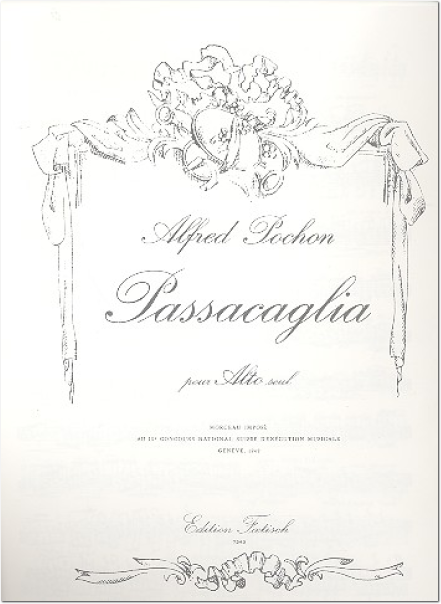 Alfred Pochon
Passacaglia
pour Alto seul
MORCEAU IMPOSÉ
CONCOURS NATIONAL SUISSE D'EXÉCUTION MUSICALE
GENÈVE,
Edition Foetisch